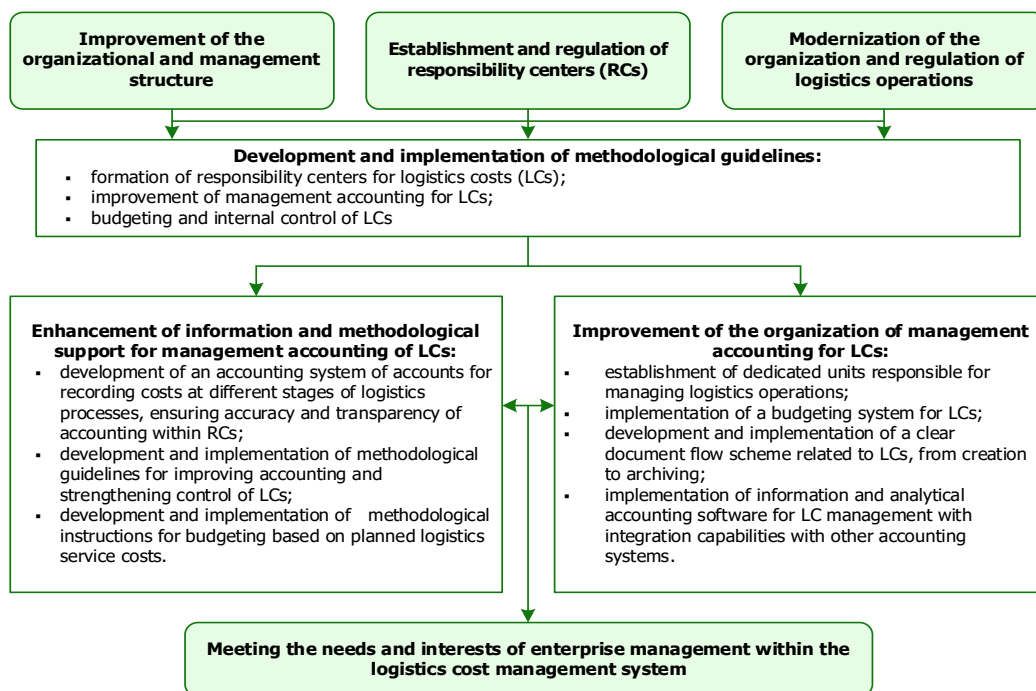 Improvement of the
organizational and management
structure
Establishment and regulation of
responsibility centers (RCs)
Modernization of the
organization and regulation of
logistics operations
Development and implementation of methodological guidelines:
▪ formation of responsibility centers for logistics costs (LCs);
▪ improvement of management accounting for LCs;
▪ budgeting and internal control of LCs
Enhancement of information and methodological
support for management accounting of LCs:
▪ development of an accounting system of accounts for
recording costs at different stages of logistics
processes, ensuring accuracy and transparency of
accounting within RCs;
▪ development and implementation of methodological
guidelines for improving accounting and
strengthening control of LCs;
▪ development and implementation of methodological
instructions for budgeting based on planned logistics
service costs.
Improvement of the organization of management
accounting for LCs:
▪ establishment of dedicated units responsible for
managing logistics operations;
▪ implementation of a budgeting system for LCs;
▪ development and implementation of a clear
document flow scheme related to LCs, from creation
to archiving;
▪ implementation of information and analytical
accounting software for LC management with
integration capabilities with other accounting
systems.
Meeting the needs and interests of enterprise management within the
logistics cost management system